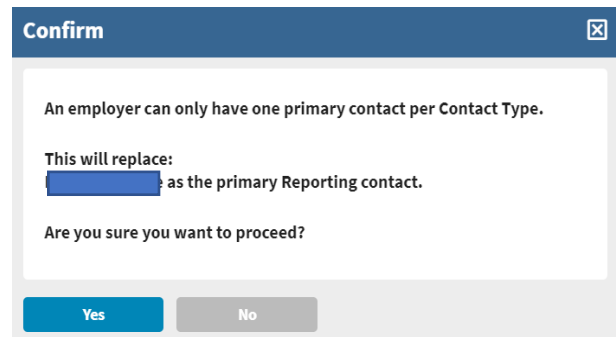 Confirm
An employer can only have one primary contact per Contact Type.
This will replace:
as the primary Reporting contact.
Are you sure you want to proceed?
Yes
No